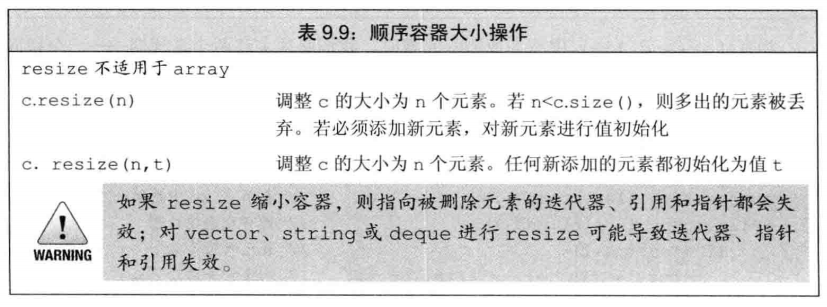 表 9.9：顺序容器大小操作
resize 不适用于 array
c.resize(n) 调整 c 的大小为 n 个元素。若 n<c.size()，则多出的元素被丢
弃。若必须添加新元素，对新元素进行值初始化
c. resize(n,t) 调整 c 的大小为 n 个元素。任何新添加的元素都初始化为值 t
如果 resize 缩小容器，则指向被删除元素的迭代器、引用和指针都会失
效；对 vector、string 或 deque 进行 resize 可能导致迭代器、指针
和引用失效。
WARNING